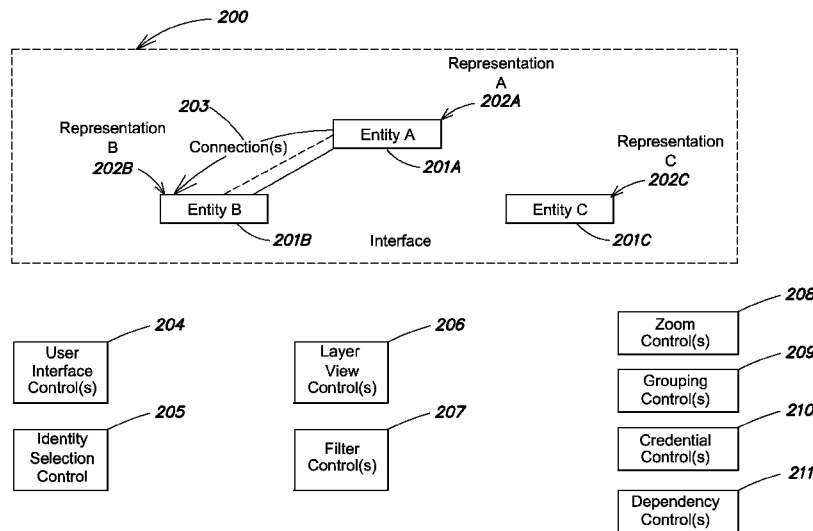 200
Representation
A
202A
203
Representation
B
202B
Connection(s)
Entity A
201A
Representation
C
202C
Entity B
201B
Interface
Entity C
201C
204
User
Interface
Control(s)
205
Identity
Selection
Control
206
Layer
View
Control(s)
207
Filter
Control(s)
208
Zoom
Control(s)
209
Grouping
Control(s)
210
Credential
Control(s)
211
Dependency
Control(s)